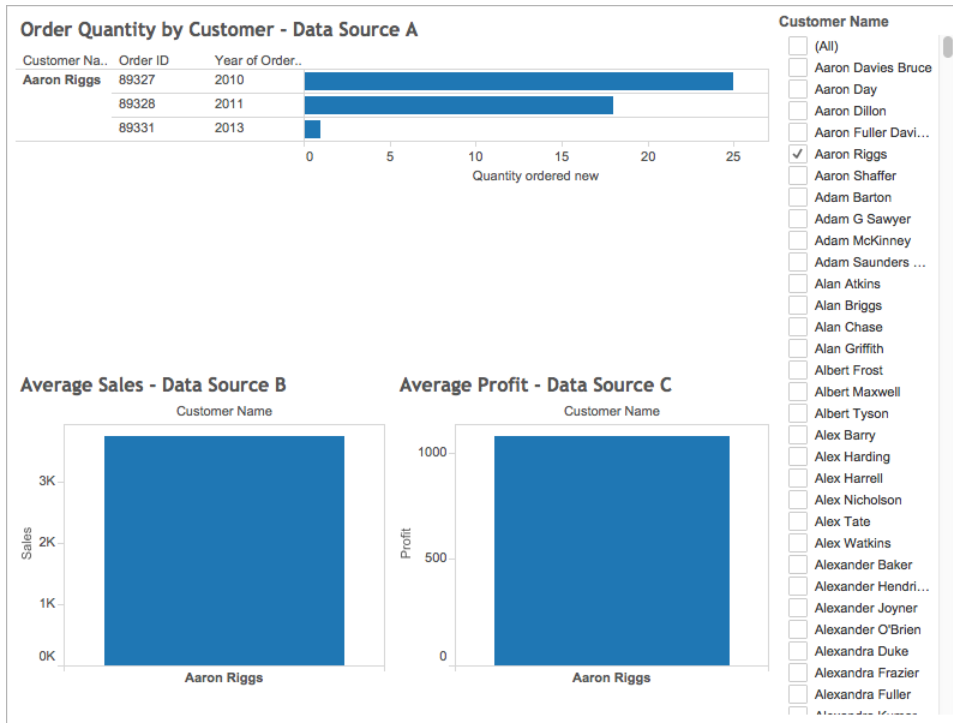 Order Quantity by Customer - Data Source A
Customer Na.. Order ID Year of Order..
Aaron Riggs 89327 2010
89328 2011
89331 2013
0 5 10 15 20 25
Quantity ordered new
Average Sales - Data Source B
Customer Name
Sales
3K
2K
1K
0K
Aaron Riggs
Average Profit - Data Source C
Customer Name
Profit
1000
500
0
Aaron Riggs
Customer Name
(All)
Aaron Davies Bruce
Aaron Day
Aaron Dillon
Aaron Fuller Davi...
Aaron Riggs
Aaron Shaffer
Adam Barton
Adam G Sawyer
Adam McKinney
Adam Saunders ...
Alan Atkins
Alan Briggs
Alan Chase
Alan Griffith
Albert Frost
Albert Maxwell
Albert Tyson
Alex Barry
Alex Harding
Alex Harrell
Alex Nicholson
Alex Tate
Alex Watkins
Alexander Baker
Alexander Hendri...
Alexander Joyner
Alexander O'Brien
Alexandra Duke
Alexandra Frazier
Alexandra Fuller